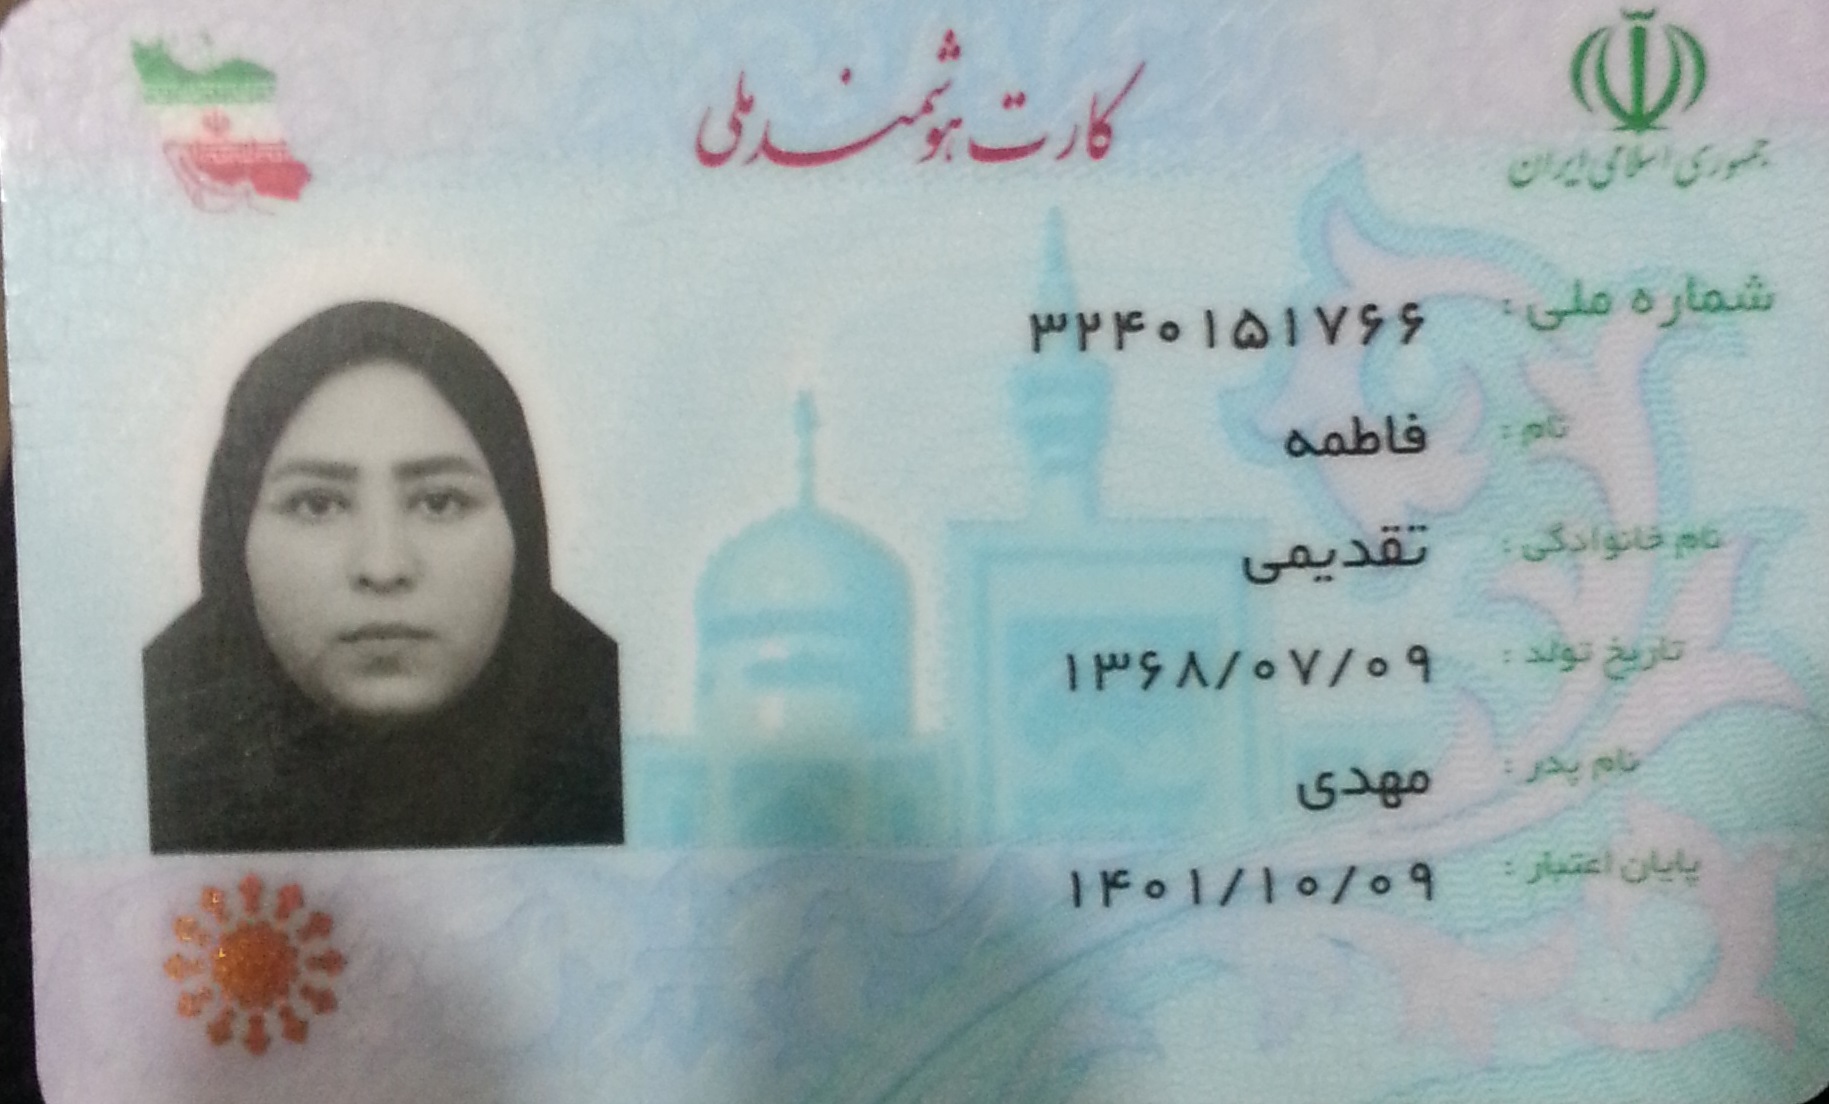 جمهوری اسلامی ایران
کارت هوشمند ملی
شماره ملی : ۳۲۴۰۱۵۱۷۶۶
نام : فاطمه
نام خانوادگی : تقدیمی
تاریخ تولد : ۱۳۶۸/۰۷/۰۹
نام پدر : مهدی
پایان اعتبار : ۱۴۰۱/۱۰/۰۹